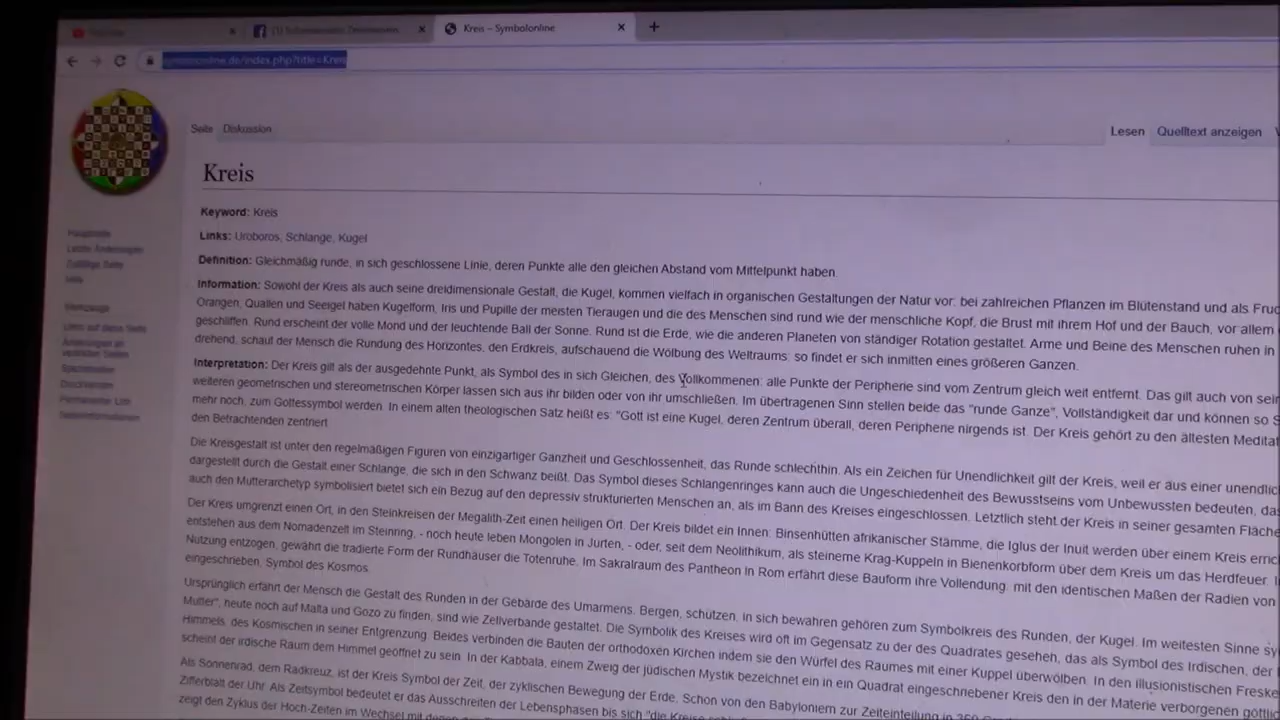 Kreis – Symbolonline
symbolonline.de/index.php?title=Kreis
Seite Diskussion
Lesen Quelltext anzeigen
Kreis
Keyword: Kreis
Links: Uroboros, Schlange, Kugel
Definition: Gleichmäßig runde, in sich geschlossene Linie, deren Punkte alle den gleichen Abstand vom Mittelpunkt haben.
Information: Sowohl der Kreis als auch seine dreidimensionale Gestalt, die Kugel, kommen vielfach in organischen Gestaltungen der Natur vor: bei zahlreichen Pflanzen im Blütenstand und als Fruc
Orangen, Quallen und Seeigel haben Kugelform, Iris und Pupille der meisten Tieraugen und die des Menschen sind rund wie der menschliche Kopf, die Brust mit ihrem Hof und der Bauch, vor allem
geschliffen. Rund erscheint der volle Mond und der leuchtende Ball der Sonne. Rund ist die Erde, wie die anderen Planeten von ständiger Rotation gestaltet. Arme und Beine des Menschen ruhen in
drehend, schaut der Mensch die Rundung des Horizontes, den Erdkreis, aufschauend die Wölbung des Weltraums: so findet er sich inmitten eines größeren Ganzen.
Interpretation: Der Kreis gilt als der ausgedehnte Punkt, als Symbol des in sich Gleichen, des Vollkommenen: alle Punkte der Peripherie sind vom Zentrum gleich weit entfernt. Das gilt auch von sein
weiteren geometrischen und stereometrischen Körper lassen sich aus ihr bilden oder von ihr umschließen. Im übertragenen Sinn stellen beide das "runde Ganze", Vollständigkeit dar und können so S
mehr noch, zum Gottessymbol werden. In einem alten theologischen Satz heißt es: "Gott ist eine Kugel, deren Zentrum überall, deren Peripherie nirgends ist. Der Kreis gehört zu den ältesten Meditat
den Betrachtenden zentriert.
Die Kreisgestalt ist unter den regelmäßigen Figuren von einzigartiger Ganzheit und Geschlossenheit, das Runde schlechthin. Als ein Zeichen für Unendlichkeit gilt der Kreis, weil er aus einer unendlic
dargestellt durch die Gestalt einer Schlange, die sich in den Schwanz beißt. Das Symbol dieses Schlangenringes kann auch die Ungeschiedenheit des Bewusstseins vom Unbewussten bedeuten, da
auch den Mutterarchetyp symbolisiert bietet sich ein Bezug auf den depressiv strukturierten Menschen an, als im Bann des Kreises eingeschlossen. Letztlich steht der Kreis in seiner gesamten Fläche
Der Kreis umgrenzt einen Ort, in den Steinkreisen der Megalith-Zeit einen heiligen Ort. Der Kreis bildet ein Innen: Binsenhütten afrikanischer Stämme, die Iglus der Inuit werden über einem Kreis erric
entstehen aus dem Nomadenzelt im Steinring, - noch heute leben Mongolen in Jurten, - oder, seit dem Neolithikum, als steinerne Krag-Kuppeln in Bienenkorbform über dem Kreis um das Herdfeuer.
Nutzung entzogen, gewährt die tradierte Form der Rundhäuser die Totenruhe. Im Sakralraum des Pantheon in Rom erfährt diese Bauform ihre Vollendung: mit den identischen Maßen der Radien von
eingeschrieben, Symbol des Kosmos.
Ursprünglich erfährt der Mensch die Gestalt des Runden in der Gebärde des Umarmens. Bergen, schützen, in sich bewahren gehören zum Symbolkreis des Runden, der Kugel. Im weitesten Sinne sy
Mutter", heute noch auf Malta und Gozo zu finden, sind wie Zellverbände gestaltet. Die Symbolik des Kreises wird oft im Gegensatz zu der des Quadrates gesehen, das als Symbol des Irdischen, der
Himmels, des Kosmischen in seiner Entgrenzung. Beides verbinden die Bauten der orthodoxen Kirchen indem sie den Würfel des Raumes mit einer Kuppel überwölben. In den illusionistischen Freske
scheint der irdische Raum dem Himmel geöffnet zu sein. In der Kabbala, einem Zweig der jüdischen Mystik bezeichnet ein in ein Quadrat eingeschriebener Kreis den in der Materie verborgenen göttlic
Als Sonnenrad, dem Radkreuz, ist der Kreis Symbol der Zeit, der zyklischen Bewegung der Erde. Schon von den Babyloniern zur Zeiteinteilung in 360
Zifferblatt der Uhr. Als Zeitsymbol bedeutet er das Ausschreiten der Lebensphasen bis sich "die Kreise
zeigt den Zyklus der Hoch-Zeiten im Wechsel mit